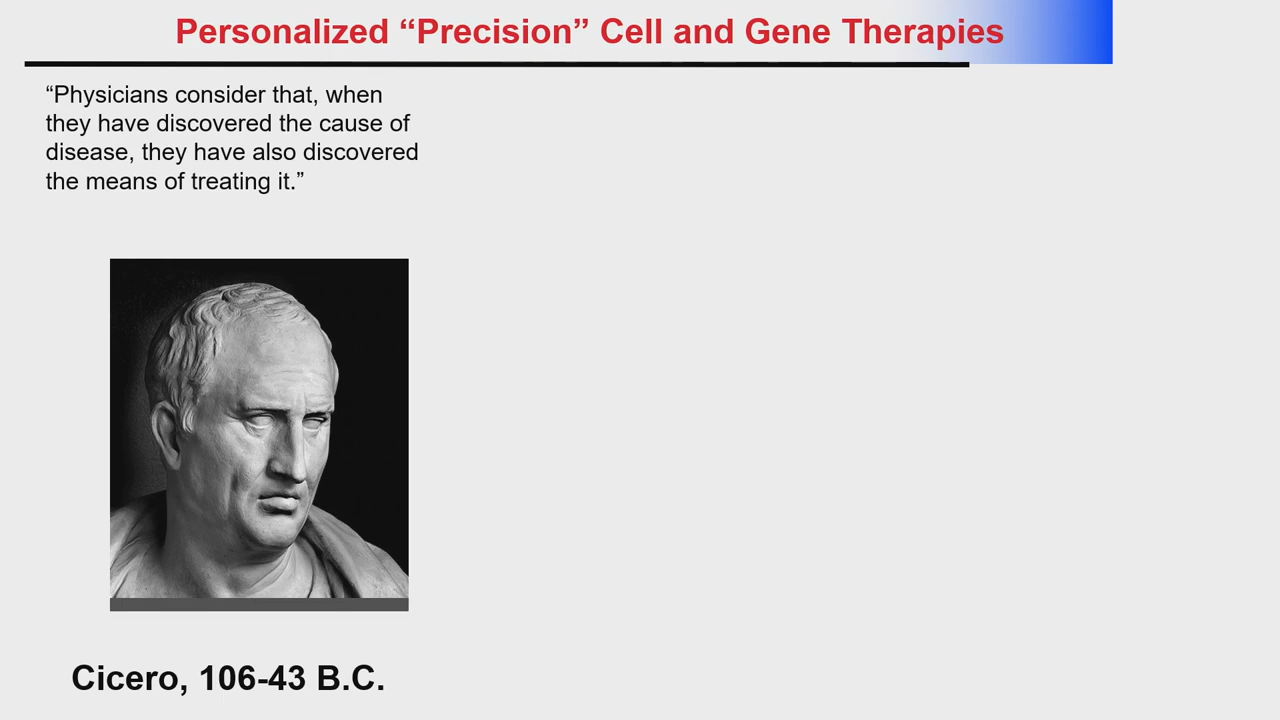 Personalized “Precision” Cell and Gene Therapies
“Physicians consider that, when
they have discovered the cause of
disease, they have also discovered
the means of treating it.”
Cicero, 106-43 B.C.